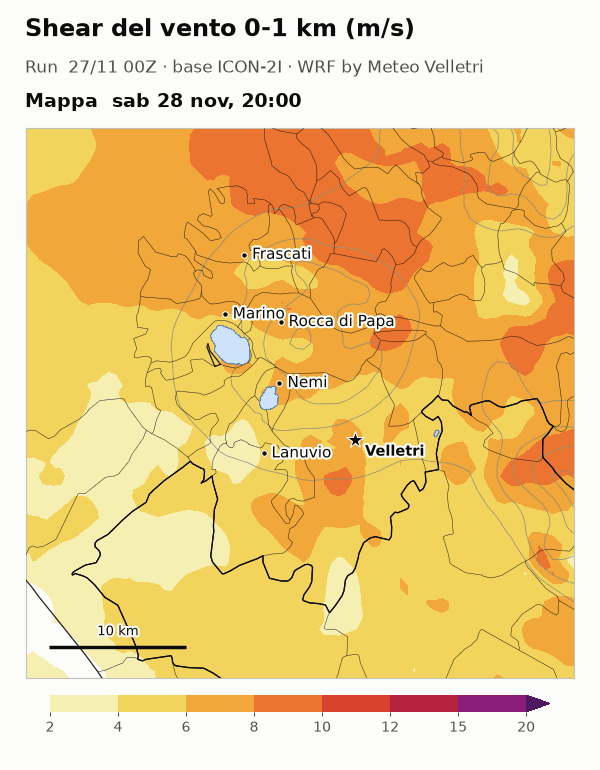 Shear del vento 0-1 km (m/s)
Run  27/11 00Z · base ICON-2I · WRF by Meteo Velletri
Mappa  sab 28 nov, 20:00
Frascati
Marino
Rocca di Papa
Nemi
Velletri
Lanuvio
10 km
2 4 6 8 10 12 15 20